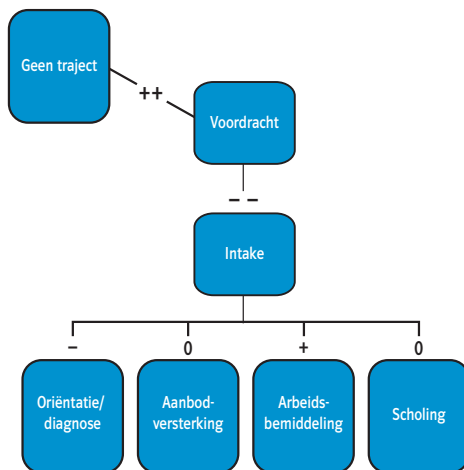 Geen traject
++
Voordracht
– –
Intake
– 0 + 0
Oriëntatie/
diagnose
Aanbod-
versterking
Arbeids-
bemiddeling
Scholing